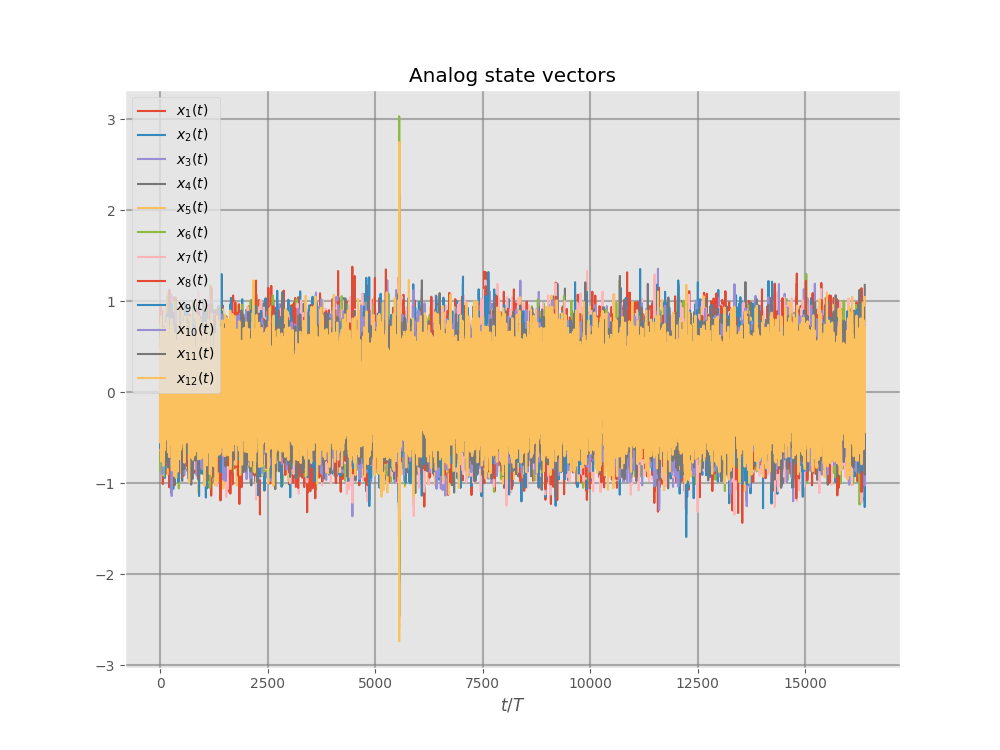 Analog state vectors
x₁(t)
x₂(t)
x₃(t)
x₄(t)
x₅(t)
x₆(t)
x₇(t)
x₈(t)
x₉(t)
x₁₀(t)
x₁₁(t)
x₁₂(t)
3
2
1
0
−1
−2
−3
0 2500 5000 7500 10000 12500 15000
t/T